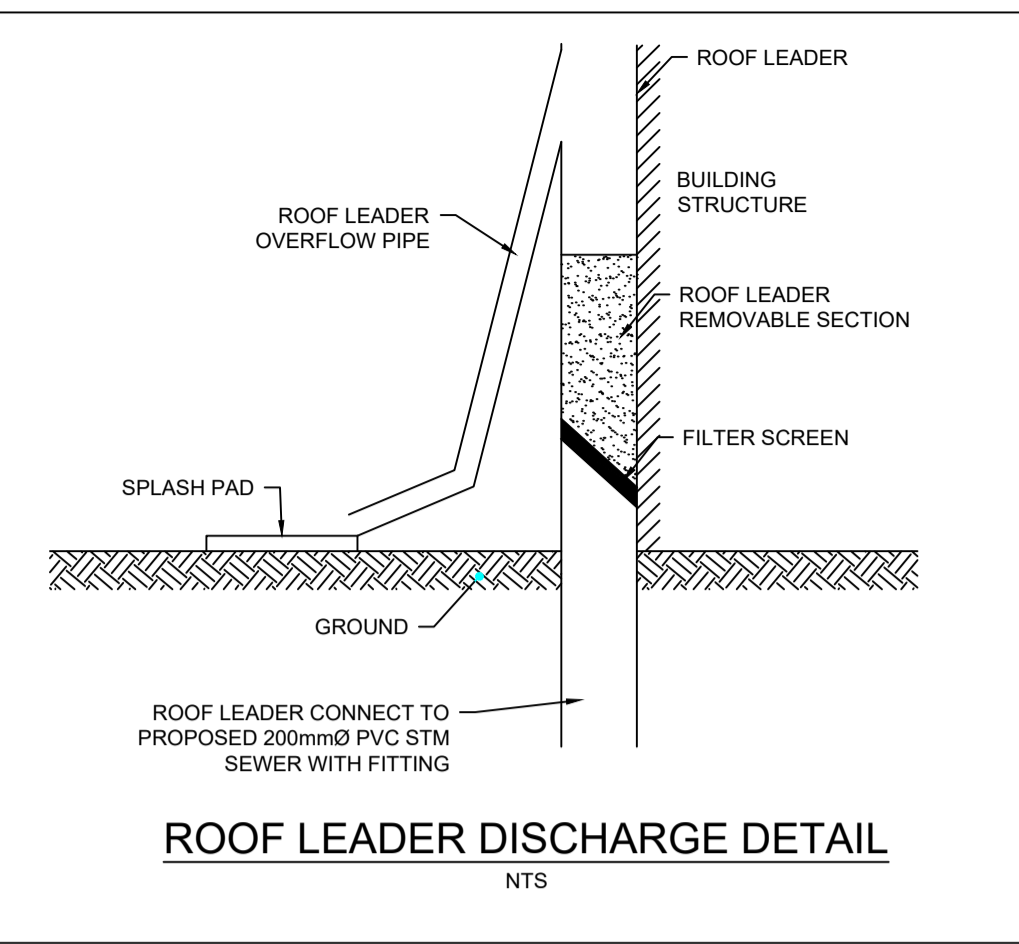 ROOF LEADER
BUILDING
STRUCTURE
ROOF LEADER
OVERFLOW PIPE
ROOF LEADER
REMOVABLE SECTION
FILTER SCREEN
SPLASH PAD
GROUND
ROOF LEADER CONNECT TO
PROPOSED 200mmØ PVC STM
SEWER WITH FITTING
ROOF LEADER DISCHARGE DETAIL
NTS